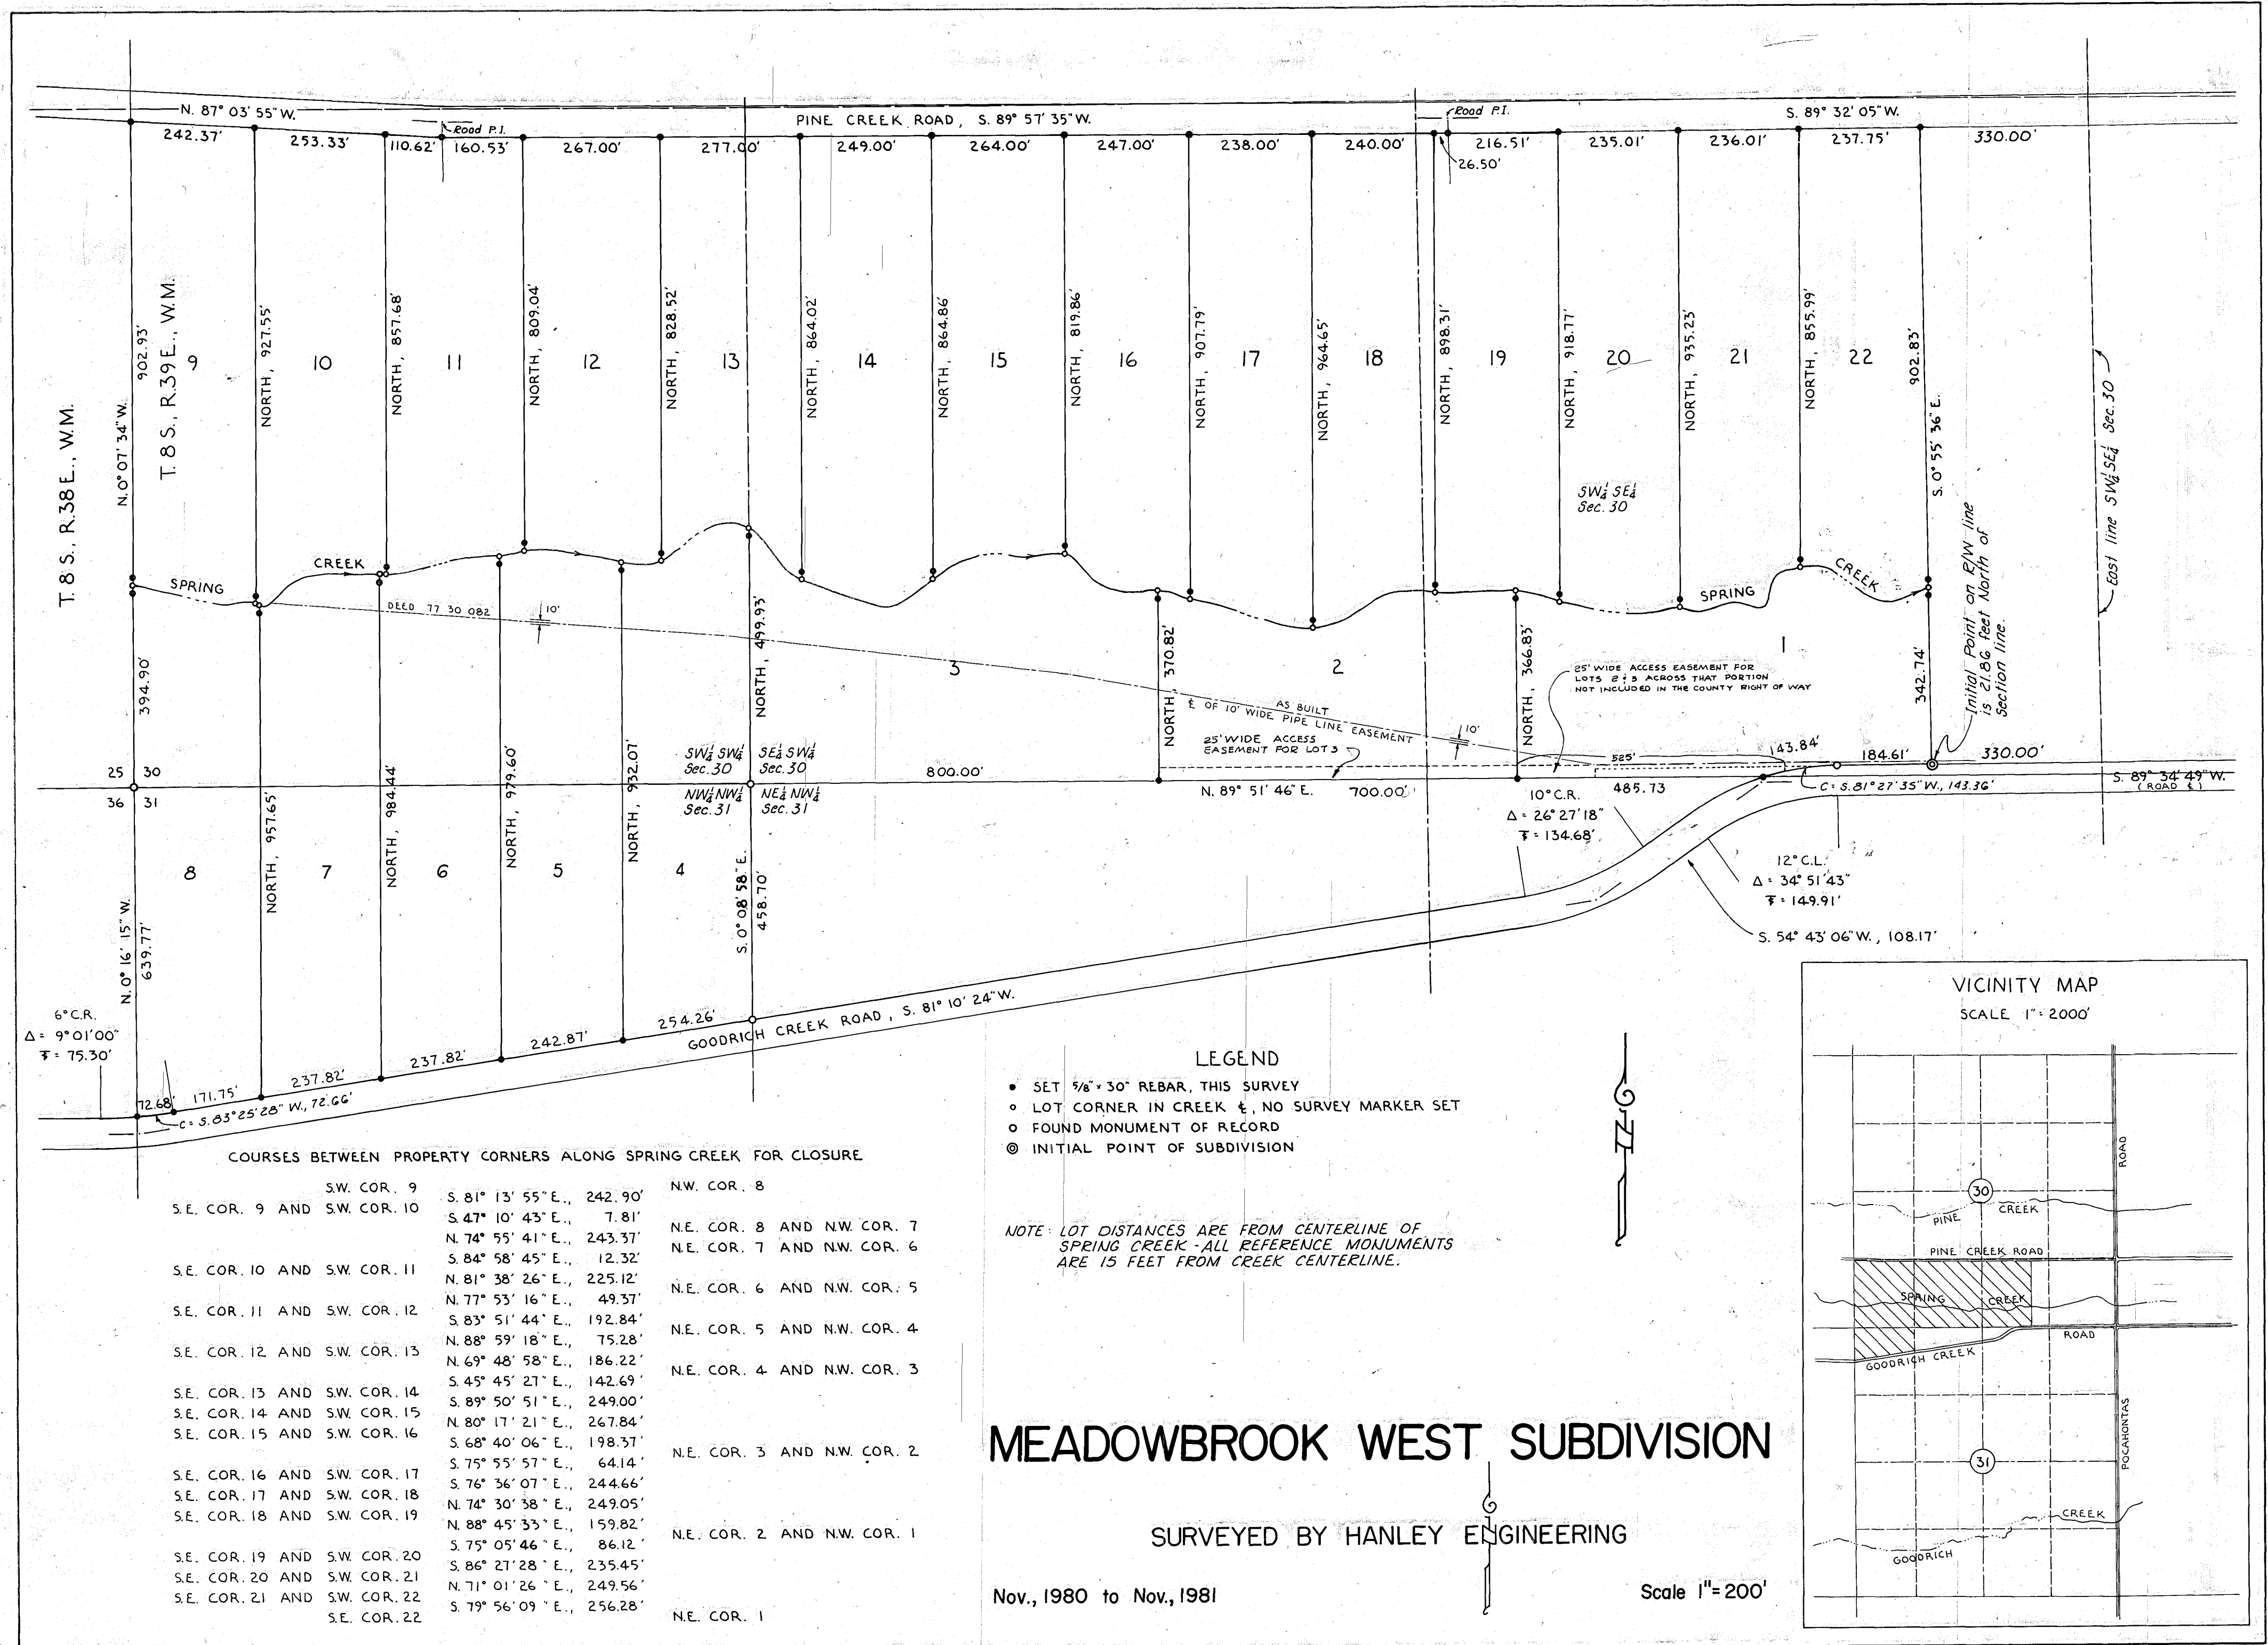 N. 87° 03' 55" W.
PINE CREEK ROAD, S. 89° 57' 35" W.
Road P.I.
Road P.I.
S. 89° 32' 05" W.
242.37'
253.33'
110.62'
160.53'
267.00'
277.00'
249.00'
264.00'
247.00'
238.00'
240.00'
26.50'
216.51'
235.01'
236.01'
237.75'
330.00'
T. 8 S., R. 38 E., W.M.
T. 8 S., R. 39 E., W.M.
N. 0° 07' 34" W.
902.93'
NORTH, 927.55'
NORTH, 857.68'
NORTH, 809.04'
NORTH, 828.52'
NORTH, 864.02'
NORTH, 864.86'
NORTH, 819.86'
NORTH, 907.79'
NORTH, 964.65'
NORTH, 898.31'
NORTH, 918.77'
NORTH, 935.23'
NORTH, 855.99'
902.83'
S. 0° 55' 36" E.
East line SW¼ SE¼ Sec. 30
9
10
11
12
13
14
15
16
17
18
19
20
21
22
SW¼ SE¼
Sec. 30
SPRING
CREEK
SPRING
CREEK
DEED 77 30 082
10'
394.90'
NORTH, 499.93'
3
NORTH, 370.82'
2
NORTH, 366.83'
1
342.74'
Initial Point on R/W line
is 21.86 feet North of
Section line.
25' WIDE ACCESS EASEMENT FOR
LOTS 2 & 3 ACROSS THAT PORTION
NOT INCLUDED IN THE COUNTY RIGHT OF WAY
AS BUILT
℄ OF 10' WIDE PIPE LINE EASEMENT
10'
25' WIDE ACCESS
EASEMENT FOR LOT 3
525'
143.84'
184.61'
330.00'
25 30
36 31
SW¼ SW¼
Sec. 30
SE¼ SW¼
Sec. 30
NW¼ NW¼
Sec. 31
NE¼ NW¼
Sec. 31
800.00'
N. 89° 51' 46" E. 700.00'
485.73
C = S. 81° 27' 35" W., 143.36'
S. 89° 34' 49" W.
(ROAD ℄)
10° C.R.
Δ = 26° 27' 18"
T = 134.68'
12° C.L.
Δ = 34° 51' 43"
T = 149.91'
S. 54° 43' 06" W., 108.17'
8
NORTH, 957.65'
7
NORTH, 984.44'
6
NORTH, 979.60'
5
NORTH, 932.07'
4
S. 0° 08' 58" E.
458.70'
N. 0° 16' 15" W.
639.77'
6° C.R.
Δ = 9° 01' 00"
T = 75.30'
72.68'
171.75'
237.82'
237.82'
242.87'
254.26'
C = S. 83° 25' 28" W., 72.66'
GOODRICH CREEK ROAD, S. 81° 10' 24" W.
LEGEND
SET 5/8" x 30" REBAR, THIS SURVEY
LOT CORNER IN CREEK ℄, NO SURVEY MARKER SET
FOUND MONUMENT OF RECORD
INITIAL POINT OF SUBDIVISION
N
NOTE: LOT DISTANCES ARE FROM CENTERLINE OF
SPRING CREEK - ALL REFERENCE MONUMENTS
ARE 15 FEET FROM CREEK CENTERLINE.
COURSES BETWEEN PROPERTY CORNERS ALONG SPRING CREEK FOR CLOSURE
S.W. COR. 9 N.W. COR. 8
S. 81° 13' 55" E., 242.90'
S.E. COR. 9 AND S.W. COR. 10
S. 47° 10' 43" E., 7.81'
N.E. COR. 8 AND N.W. COR. 7
N. 74° 55' 41" E., 243.37'
N.E. COR. 7 AND N.W. COR. 6
S. 84° 58' 45" E., 12.32'
S.E. COR. 10 AND S.W. COR. 11
N. 81° 38' 26" E., 225.12'
N.E. COR. 6 AND N.W. COR. 5
N. 77° 53' 16" E., 49.37'
S.E. COR. 11 AND S.W. COR. 12
S. 83° 51' 44" E., 192.84'
N.E. COR. 5 AND N.W. COR. 4
N. 88° 59' 18" E., 75.28'
S.E. COR. 12 AND S.W. COR. 13
N. 69° 48' 58" E., 186.22'
N.E. COR. 4 AND N.W. COR. 3
S. 45° 45' 27" E., 142.69'
S.E. COR. 13 AND S.W. COR. 14
S. 89° 50' 51" E., 249.00'
S.E. COR. 14 AND S.W. COR. 15
N. 80° 17' 21" E., 267.84'
S.E. COR. 15 AND S.W. COR. 16
S. 68° 40' 06" E., 198.37'
N.E. COR. 3 AND N.W. COR. 2
S. 75° 55' 57" E., 64.14'
S.E. COR. 16 AND S.W. COR. 17
S. 76° 36' 07" E., 244.66'
S.E. COR. 17 AND S.W. COR. 18
N. 74° 30' 38" E., 249.05'
S.E. COR. 18 AND S.W. COR. 19
N. 88° 45' 33" E., 159.82'
N.E. COR. 2 AND N.W. COR. 1
S. 75° 05' 46" E., 86.12'
S.E. COR. 19 AND S.W. COR. 20
S. 86° 27' 28" E., 235.45'
S.E. COR. 20 AND S.W. COR. 21
N. 71° 01' 26" E., 249.56'
S.E. COR. 21 AND S.W. COR. 22
S. 79° 56' 09" E., 256.28'
S.E. COR. 22 N.E. COR. 1
MEADOWBROOK WEST SUBDIVISION
SURVEYED BY HANLEY ENGINEERING
Nov., 1980 to Nov., 1981
Scale 1"= 200'
VICINITY MAP
SCALE 1"= 2000'
ROAD
30
PINE CREEK
PINE CREEK ROAD
SPRING CREEK
ROAD
GOODRICH CREEK
POCAHONTAS
31
CREEK
GOODRICH